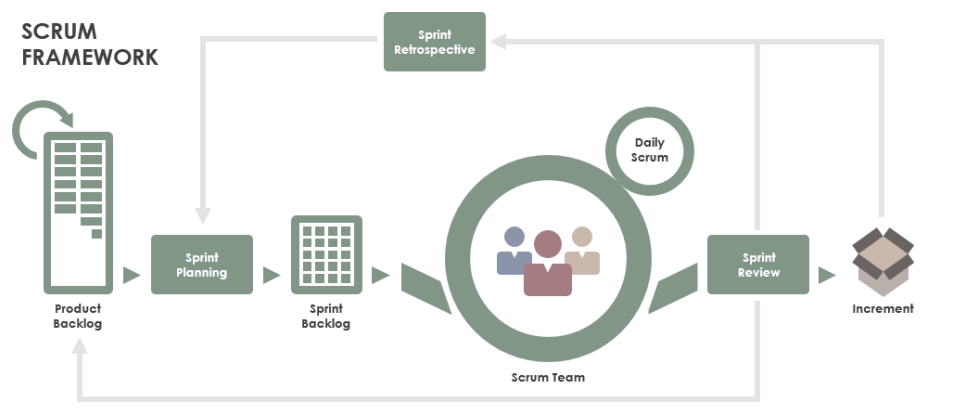 SCRUM
FRAMEWORK
Sprint
Retrospective
Daily
Scrum
Sprint
Planning
Sprint
Review
Product
Backlog
Sprint
Backlog
Increment
Scrum Team